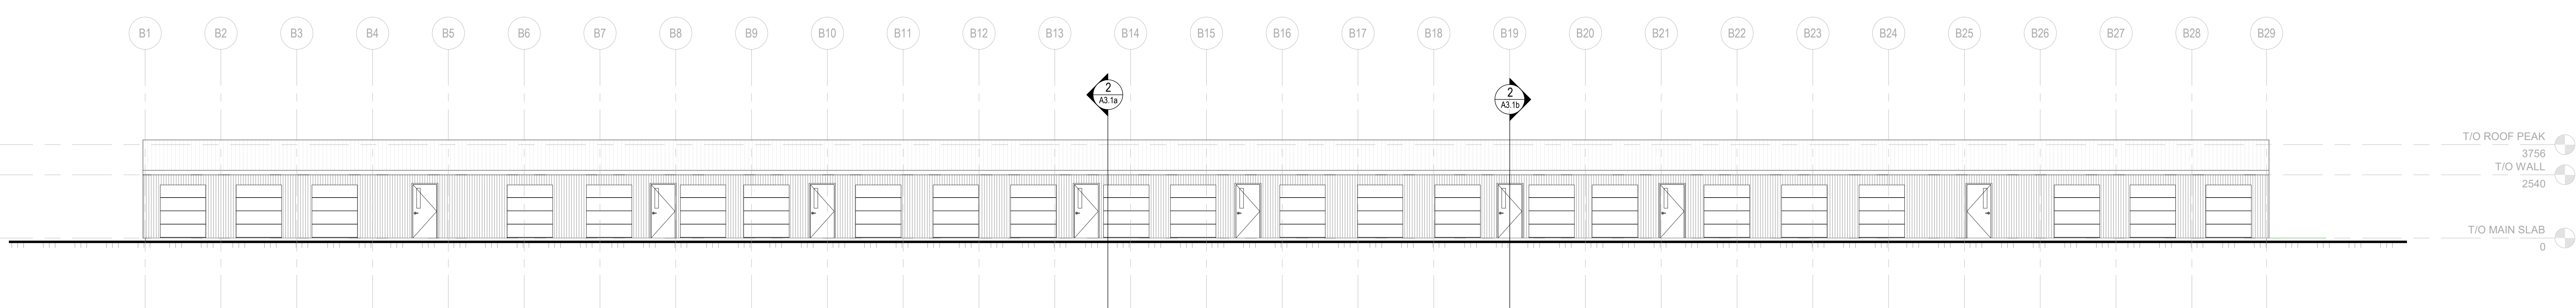 B1 B2 B3 B4 B5 B6 B7 B8 B9 B10 B11 B12 B13 B14 B15 B16 B17 B18 B19 B20 B21 B22 B23 B24 B25 B26 B27 B28 B29
2
A3.1a
2
A3.1b
T/O ROOF PEAK
3756
T/O WALL
2540
T/O MAIN SLAB
0